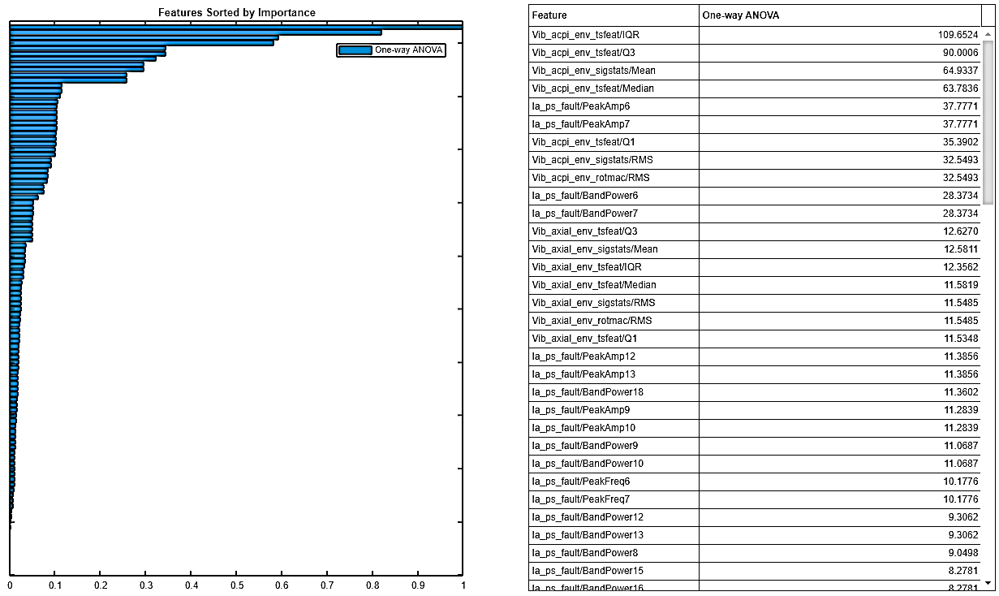 Features Sorted by Importance
One-way ANOVA
0 0.1 0.2 0.3 0.4 0.5 0.6 0.7 0.8 0.9 1
Feature One-way ANOVA
Vib_acpi_env_tsfeat/IQR 109.6524
Vib_acpi_env_tsfeat/Q3 90.0006
Vib_acpi_env_sigstats/Mean 64.9337
Vib_acpi_env_tsfeat/Median 63.7836
Ia_ps_fault/PeakAmp6 37.7771
Ia_ps_fault/PeakAmp7 37.7771
Vib_acpi_env_tsfeat/Q1 35.3902
Vib_acpi_env_sigstats/RMS 32.5493
Vib_acpi_env_rotmac/RMS 32.5493
Ia_ps_fault/BandPower6 28.3734
Ia_ps_fault/BandPower7 28.3734
Vib_axial_env_tsfeat/Q3 12.6270
Vib_axial_env_sigstats/Mean 12.5811
Vib_axial_env_tsfeat/IQR 12.3562
Vib_axial_env_tsfeat/Median 11.5819
Vib_axial_env_sigstats/RMS 11.5485
Vib_axial_env_rotmac/RMS 11.5485
Vib_axial_env_tsfeat/Q1 11.5348
Ia_ps_fault/PeakAmp12 11.3856
Ia_ps_fault/PeakAmp13 11.3856
Ia_ps_fault/BandPower18 11.3602
Ia_ps_fault/PeakAmp9 11.2839
Ia_ps_fault/PeakAmp10 11.2839
Ia_ps_fault/BandPower9 11.0687
Ia_ps_fault/BandPower10 11.0687
Ia_ps_fault/PeakFreq6 10.1776
Ia_ps_fault/PeakFreq7 10.1776
Ia_ps_fault/BandPower12 9.3062
Ia_ps_fault/BandPower13 9.3062
Ia_ps_fault/BandPower8 9.0498
Ia_ps_fault/BandPower15 8.2781
Ia_ps_fault/BandPower16 8.2781